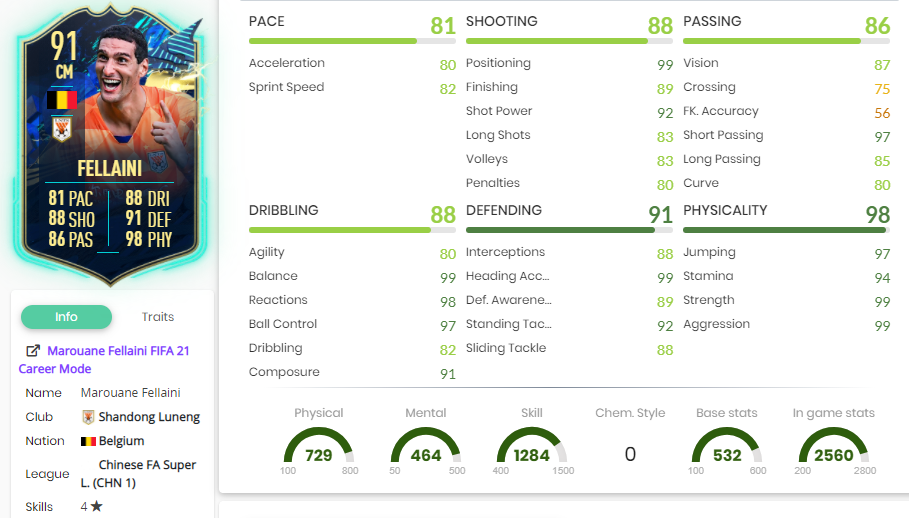 91
CM
FELLAINI
81 PAC 88 DRI
88 SHO 91 DEF
86 PAS 98 PHY
Info Traits
Marouane Fellaini FIFA 21
Career Mode
Name Marouane Fellaini
Club Shandong Luneng
Nation Belgium
League Chinese FA Super
L. (CHN 1)
Skills 4★
PACE 81 SHOOTING 88 PASSING 86
Acceleration 80 Positioning 99 Vision 87
Sprint Speed 82 Finishing 89 Crossing 75
Shot Power 92 FK. Accuracy 56
Long Shots 83 Short Passing 97
Volleys 83 Long Passing 85
Penalties 80 Curve 80
DRIBBLING 88 DEFENDING 91 PHYSICALITY 98
Agility 80 Interceptions 88 Jumping 97
Balance 99 Heading Acc... 99 Stamina 94
Reactions 98 Def. Awarene... 89 Strength 99
Ball Control 97 Standing Tac... 92 Aggression 99
Dribbling 82 Sliding Tackle 88
Composure 91
Physical Mental Skill Chem. Style Base stats In game stats
729 464 1284 0 532 2560
100 800 50 500 400 1500 100 600 200 2800